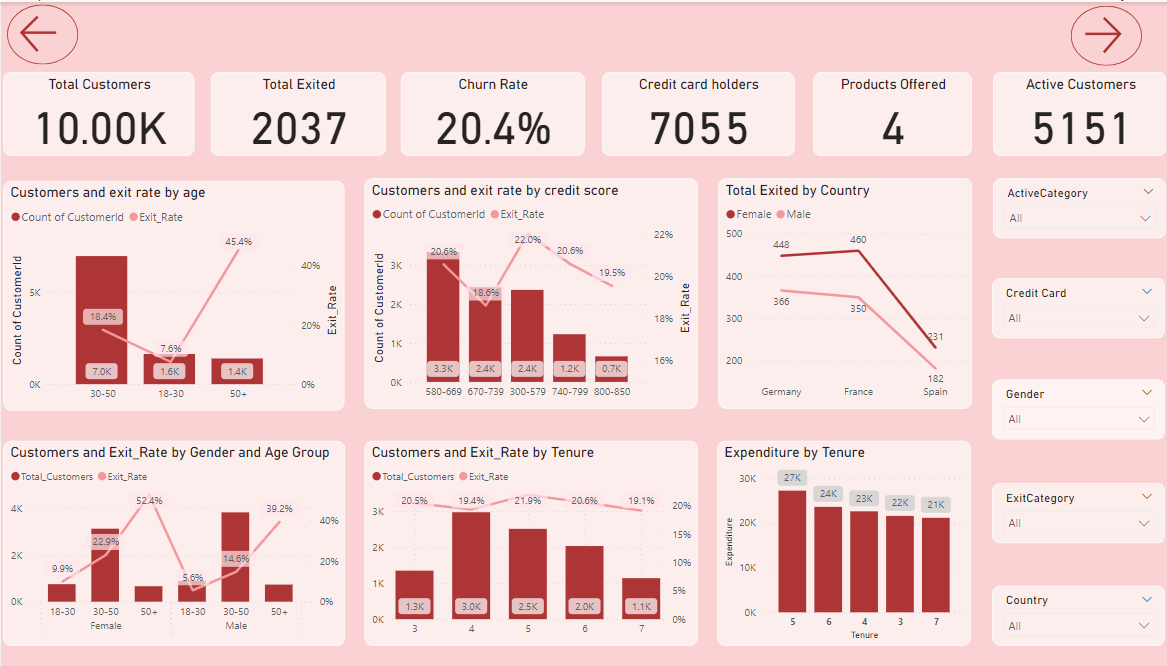 Total Customers
10.00K
Total Exited
2037
Churn Rate
20.4%
Credit card holders
7055
Products Offered
4
Active Customers
5151
Customers and exit rate by age
Count of CustomerId Exit_Rate
Count of CustomerId
5K
0K
18.4%
7.6%
45.4%
7.0K
1.6K
1.4K
30-50
18-30
50+
40%
20%
0%
Exit_Rate
Customers and exit rate by credit score
Count of CustomerId Exit_Rate
Count of CustomerId
3K
2K
1K
0K
20.6%
18.6%
22.0%
20.6%
19.5%
3.3K
2.4K
2.4K
1.2K
0.7K
580-669
670-739
300-579
740-799
800-850
22%
20%
18%
16%
Exit_Rate
Total Exited by Country
Female Male
500
400
300
200
448
460
231
366
350
182
Germany
France
Spain
ActiveCategory
All
Credit Card
All
Gender
All
ExitCategory
All
Country
All
Customers and Exit_Rate by Gender and Age Group
Total_Customers Exit_Rate
4K
2K
0K
9.9%
22.9%
52.4%
5.6%
14.6%
39.2%
18-30
30-50
50+
18-30
30-50
50+
Female
Male
40%
20%
0%
Customers and Exit_Rate by Tenure
Total_Customers Exit_Rate
3K
2K
1K
0K
20.5%
19.4%
21.9%
20.6%
19.1%
1.3K
3.0K
2.5K
2.0K
1.1K
3
4
5
6
7
20%
15%
10%
5%
0%
Expenditure by Tenure
Expenditure
30K
20K
10K
0K
27K
24K
23K
22K
21K
5
6
4
3
7
Tenure